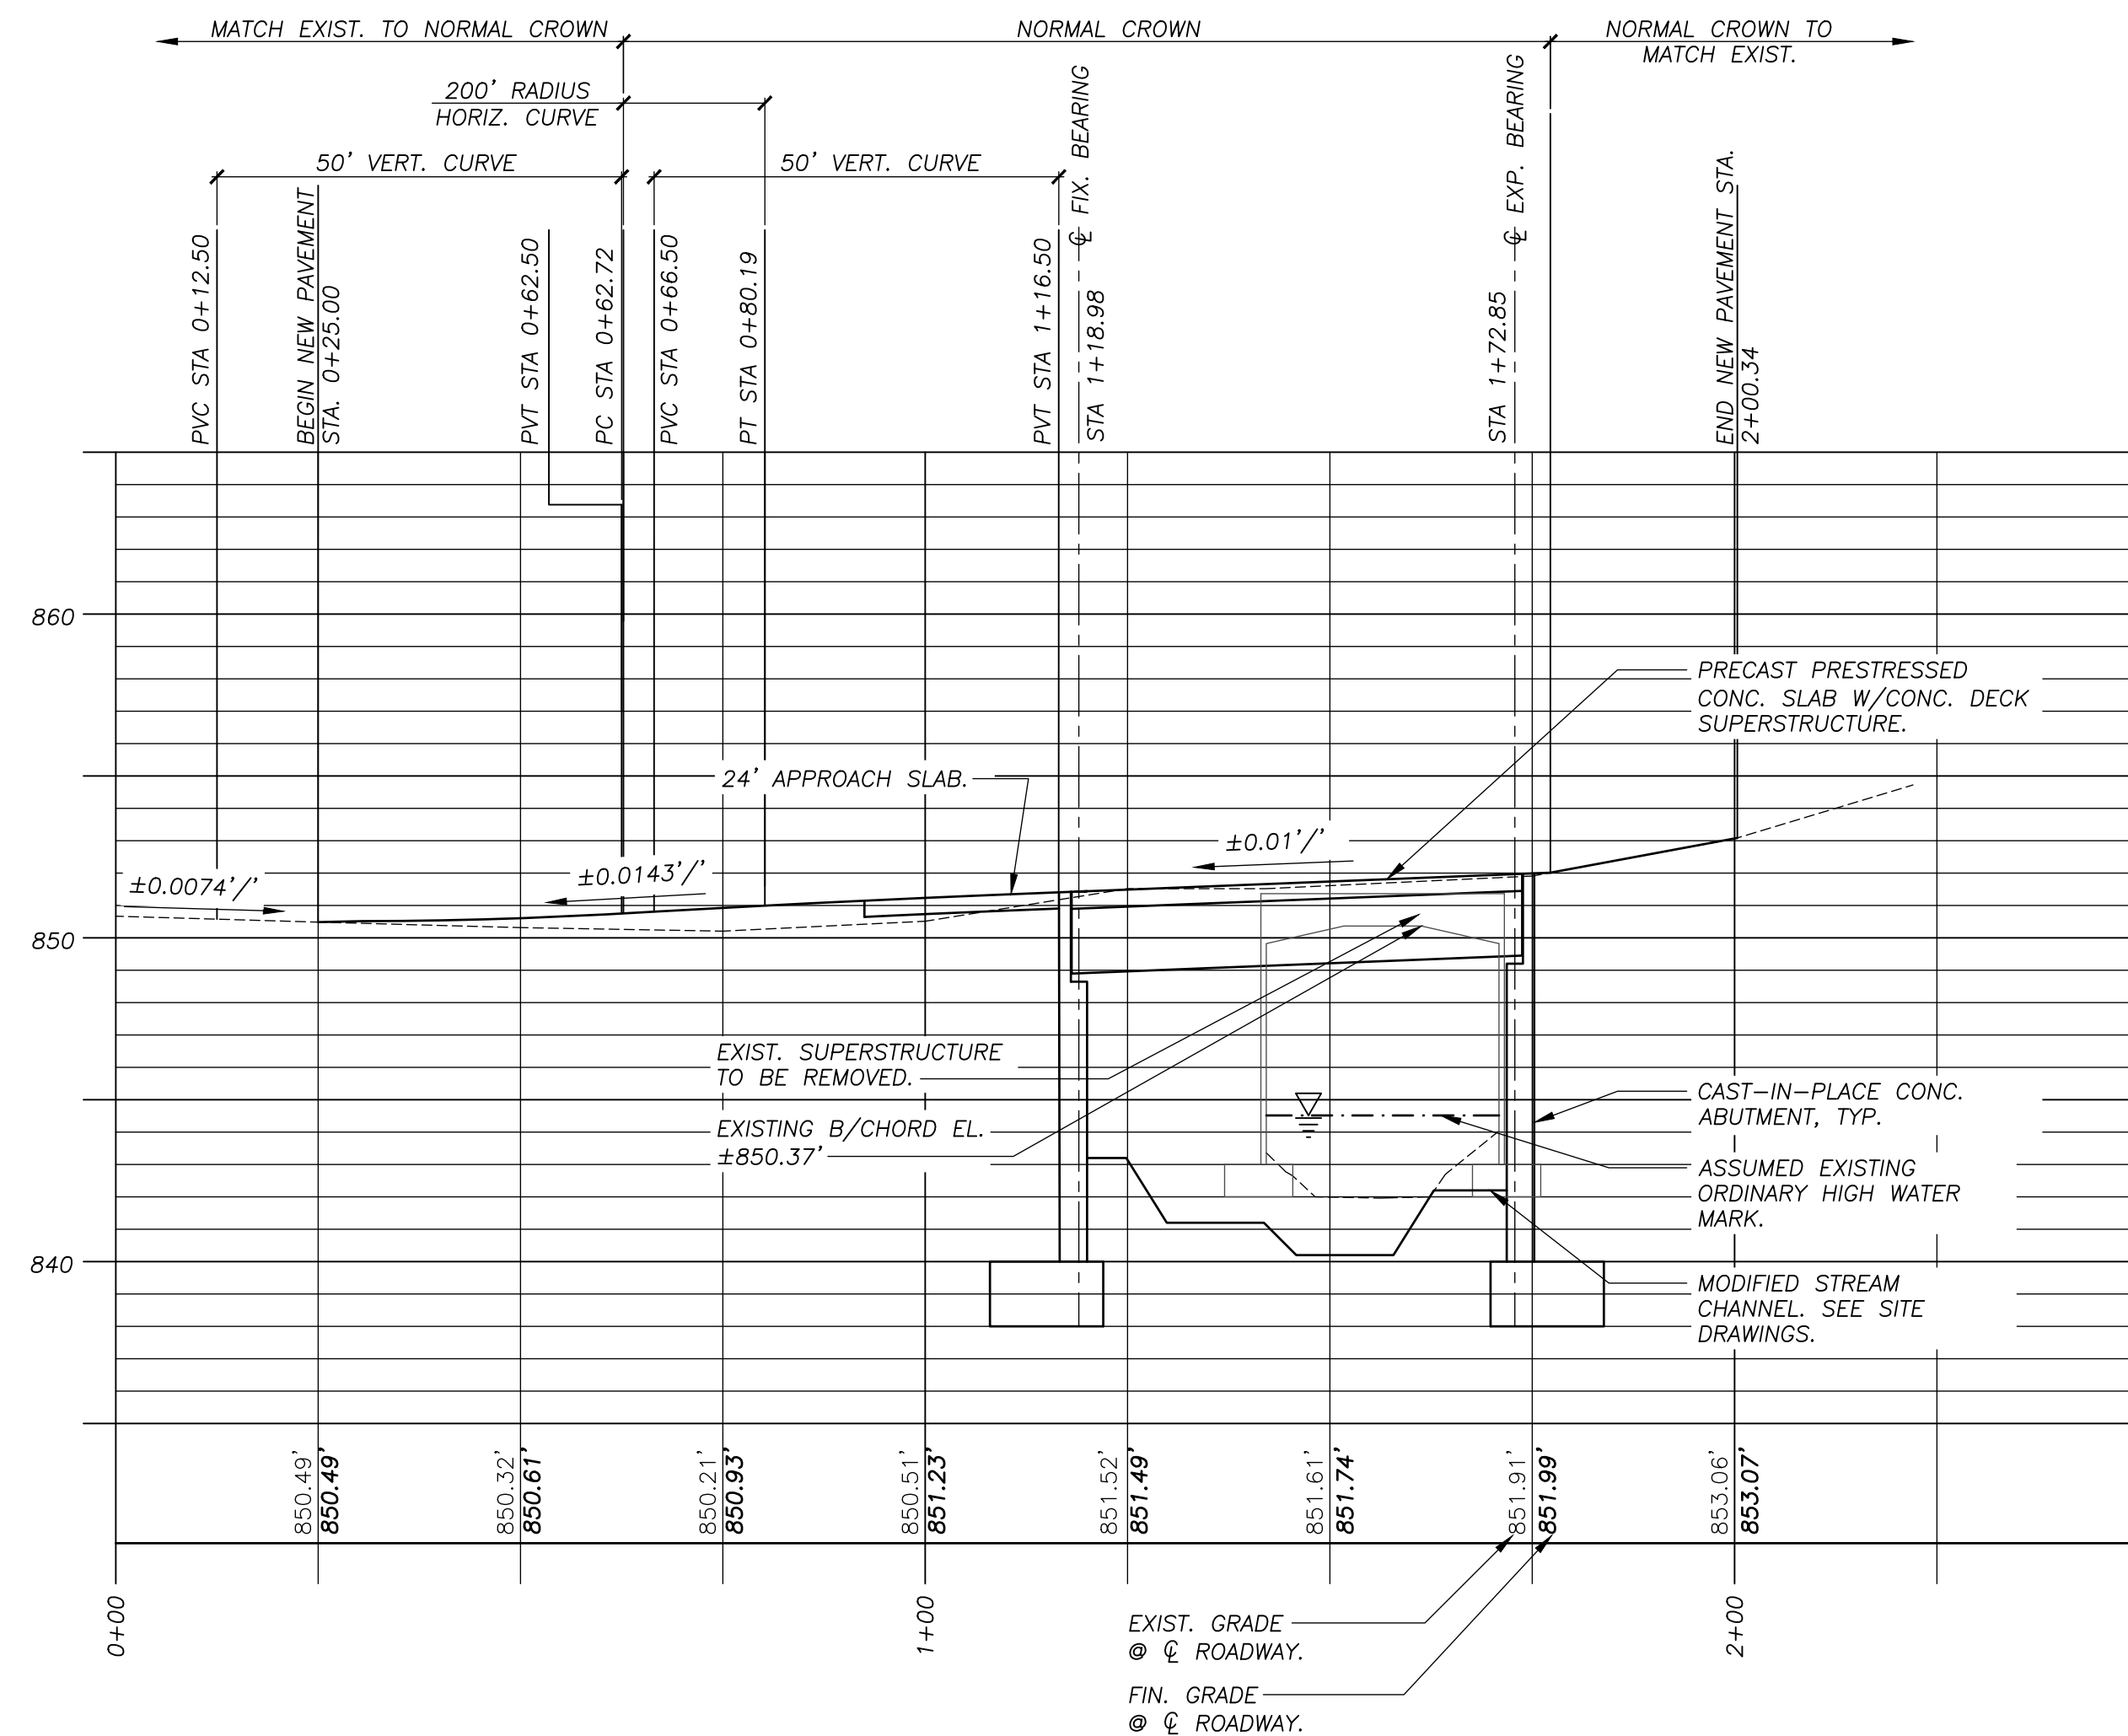 MATCH EXIST. TO NORMAL CROWN
NORMAL CROWN
NORMAL CROWN TO
MATCH EXIST.
200' RADIUS
HORIZ. CURVE
50' VERT. CURVE
50' VERT. CURVE
PVC STA 0+12.50
BEGIN NEW PAVEMENT
STA. 0+25.00
PVT STA 0+62.50
PC STA 0+62.72
PVC STA 0+66.50
PT STA 0+80.19
PVT STA 1+16.50
℄ FIX. BEARING
STA 1+18.98
℄ EXP. BEARING
STA 1+72.85
END NEW PAVEMENT STA.
2+00.34
860
850
840
PRECAST PRESTRESSED
CONC. SLAB W/CONC. DECK
SUPERSTRUCTURE.
24' APPROACH SLAB.
±0.01'/'
±0.0143'/'
±0.0074'/'
EXIST. SUPERSTRUCTURE
TO BE REMOVED.
EXISTING B/CHORD EL.
±850.37'
CAST-IN-PLACE CONC.
ABUTMENT, TYP.
ASSUMED EXISTING
ORDINARY HIGH WATER
MARK.
MODIFIED STREAM
CHANNEL. SEE SITE
DRAWINGS.
850.49'
850.49'
850.32'
850.61'
850.21'
850.93'
850.51'
851.23'
851.52'
851.49'
851.61'
851.74'
851.91'
851.99'
853.06'
853.07'
0+00
1+00
2+00
EXIST. GRADE
@ ℄ ROADWAY.
FIN. GRADE
@ ℄ ROADWAY.